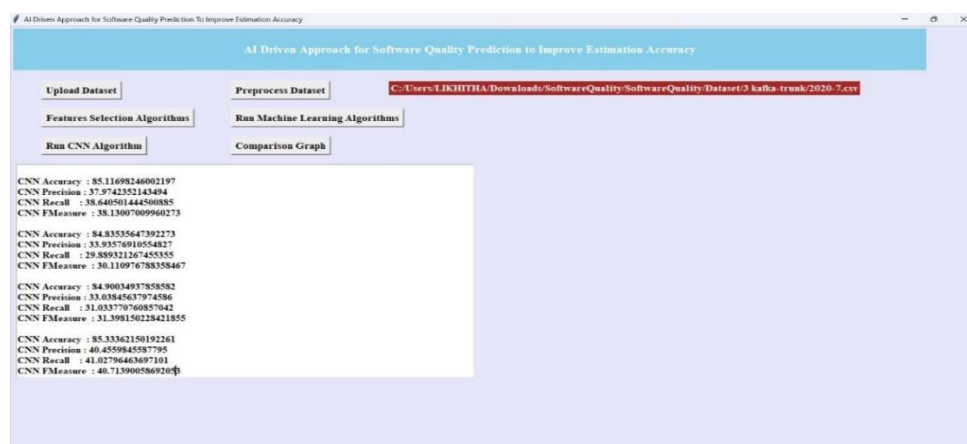 AI Driven Approach for Software Quality Prediction To Improve Estimation Accuracy
AI Driven Approach for Software Quality Prediction to Improve Estimation Accuracy
Upload Dataset
Preprocess Dataset
C:/Users/LIKHITHA/Downloads/SoftwareQuality/SoftwareQuality/Dataset/3 kafka-trunk/2020-7.csv
Features Selection Algorithms
Run Machine Learning Algorithms
Run CNN Algorithm
Comparison Graph
CNN Accuracy : 85.11698246002197
CNN Precision : 37.9742352143494
CNN Recall : 38.640501444500885
CNN FMeasure : 38.13007009960273
CNN Accuracy : 84.83535647392273
CNN Precision : 33.93576910554827
CNN Recall : 29.889321267455355
CNN FMeasure : 30.110976788358467
CNN Accuracy : 84.90034937858582
CNN Precision : 33.03845637974586
CNN Recall : 31.033770760857042
CNN FMeasure : 31.398150228421855
CNN Accuracy : 85.33362150192261
CNN Precision : 40.4559845587795
CNN Recall : 41.02796463697101
CNN FMeasure : 40.71390058692053